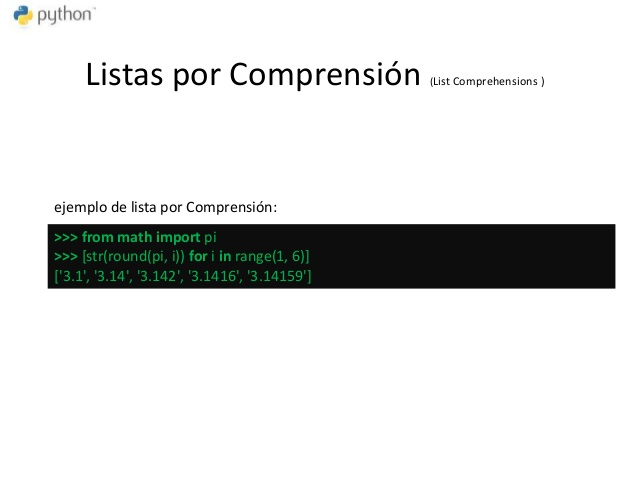 python
Listas por Comprensión (List Comprehensions )
ejemplo de lista por Comprensión:
>>> from math import pi
>>> [str(round(pi, i)) for i in range(1, 6)]
['3.1', '3.14', '3.142', '3.1416', '3.14159']